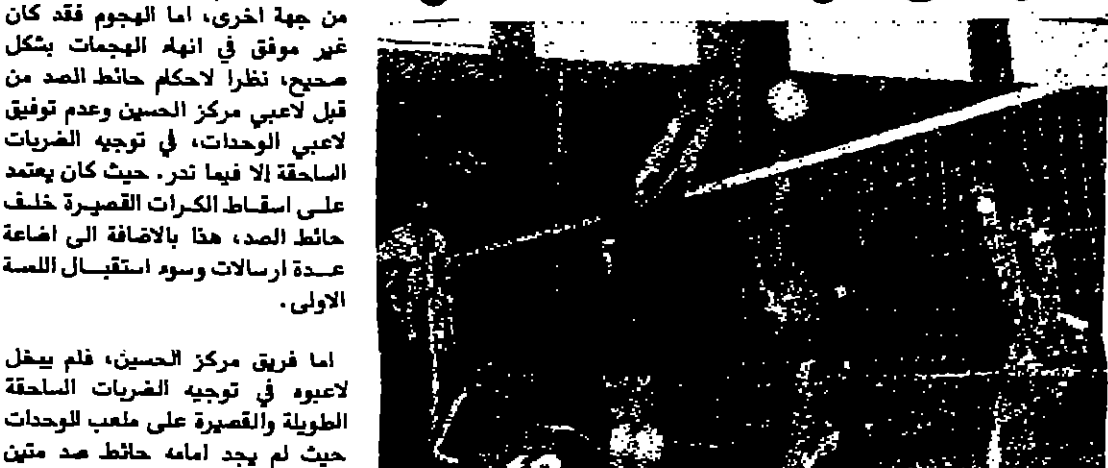 من جهة اخرى، اما الهجوم فقد كان
غير موفق في انهاء الهجمات بشكل
صحيح، نظرا لاحكام حائط الصد من
قبل لاعبي مركز الحسين وعدم توفيق
لاعبي الوحدات، في توجيه الضربات
الساحقة إلا فيما ندر. حيث كان يعتمد
على اسقاط الكرات القصيرة خلف
حائط الصد، هذا بالاضافة الى اضاعة
عدة ارسالات وسوء استقبال اللمسة
الاولى.
اما فريق مركز الحسين، فلم يبخل
لاعبوه في توجيه الضربات الساحقة
الطويلة والقصيرة على ملعب الوحدات
حيث لم يجد امامه حائط صد متين